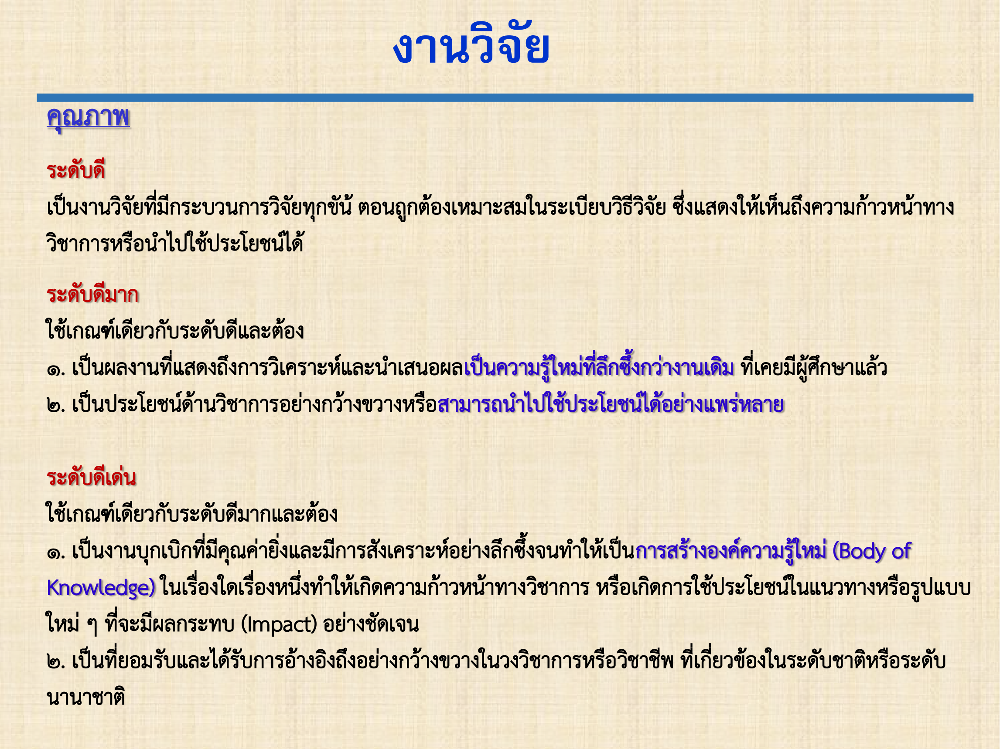 งานวิจัย
คุณภาพ
ระดับดี
เป็นงานวิจัยที่มีกระบวนการวิจัยทุกขัน้ ตอนถูกต้องเหมาะสมในระเบียบวิธีวิจัย ซึ่งแสดงให้เห็นถึงความก้าวหน้าทาง
วิชาการหรือนำไปใช้ประโยชน์ได้
ระดับดีมาก
ใช้เกณฑ์เดียวกับระดับดีและต้อง
๑. เป็นผลงานที่แสดงถึงการวิเคราะห์และนำเสนอผลเป็นความรู้ใหม่ที่ลึกซึ้งกว่างานเดิม ที่เคยมีผู้ศึกษาแล้ว
๒. เป็นประโยชน์ด้านวิชาการอย่างกว้างขวางหรือสามารถนำไปใช้ประโยชน์ได้อย่างแพร่หลาย
ระดับดีเด่น
ใช้เกณฑ์เดียวกับระดับดีมากและต้อง
๑. เป็นงานบุกเบิกที่มีคุณค่ายิ่งและมีการสังเคราะห์อย่างลึกซึ้งจนทำให้เป็นการสร้างองค์ความรู้ใหม่ (Body of
Knowledge) ในเรื่องใดเรื่องหนึ่งทำให้เกิดความก้าวหน้าทางวิชาการ หรือเกิดการใช้ประโยชน์ในแนวทางหรือรูปแบบ
ใหม่ ๆ ที่จะมีผลกระทบ (Impact) อย่างชัดเจน
๒. เป็นที่ยอมรับและได้รับการอ้างอิงถึงอย่างกว้างขวางในวงวิชาการหรือวิชาชีพ ที่เกี่ยวข้องในระดับชาติหรือระดับ
นานาชาติ